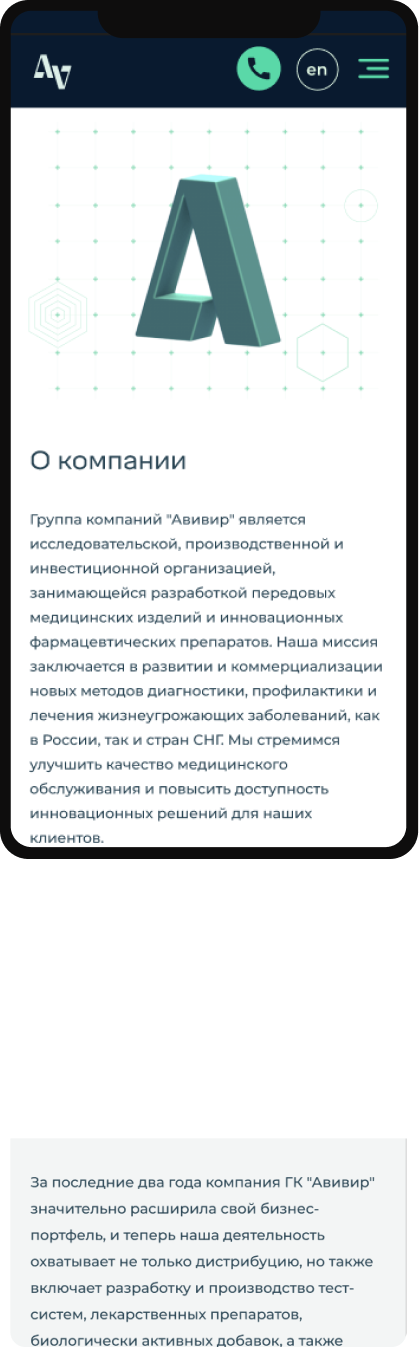 AV
en
О компании
Группа компаний "Авивир" является
исследовательской, производственной и
инвестиционной организацией,
занимающейся разработкой передовых
медицинских изделий и инновационных
фармацевтических препаратов. Наша миссия
заключается в развитии и коммерциализации
новых методов диагностики, профилактики и
лечения жизнеугрожающих заболеваний, как
в России, так и стран СНГ. Мы стремимся
улучшить качество медицинского
обслуживания и повысить доступность
инновационных решений для наших
клиентов.
За последние два года компания ГК "Авивир"
значительно расширила свой бизнес-
портфель, и теперь наша деятельность
охватывает не только дистрибуцию, но также
включает разработку и производство тест-
систем, лекарственных препаратов,
биологически активных добавок, а также